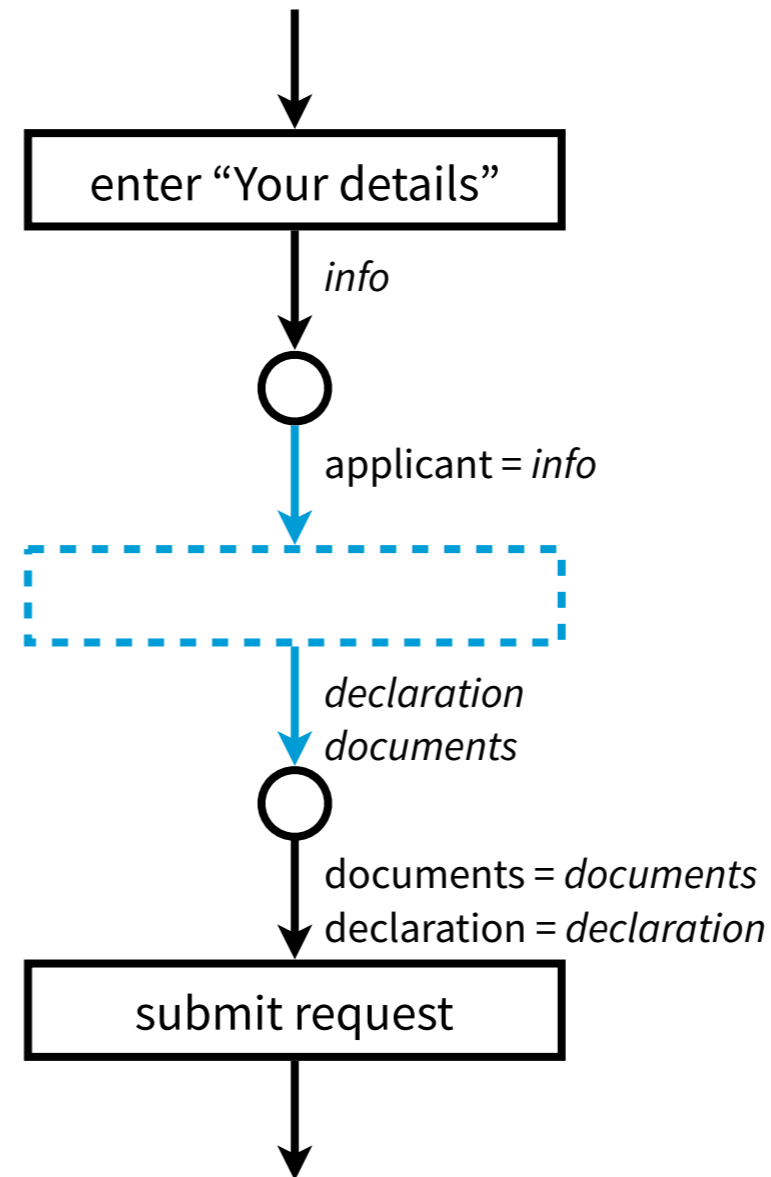 enter “Your details”
info
applicant = info
declaration
documents
documents = documents
declaration = declaration
submit request